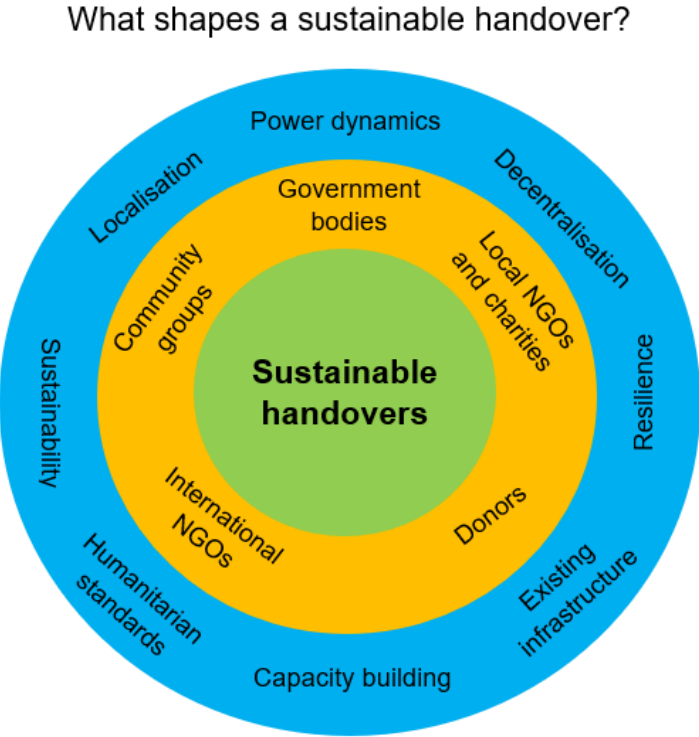 What shapes a sustainable handover?
Power dynamics
Decentralisation
Resilience
Existing
infrastructure
Capacity building
Humanitarian
standards
Sustainability
Localisation
Government
bodies
Local NGOs
and charities
Donors
International
NGOs
Community
groups
Sustainable
handovers